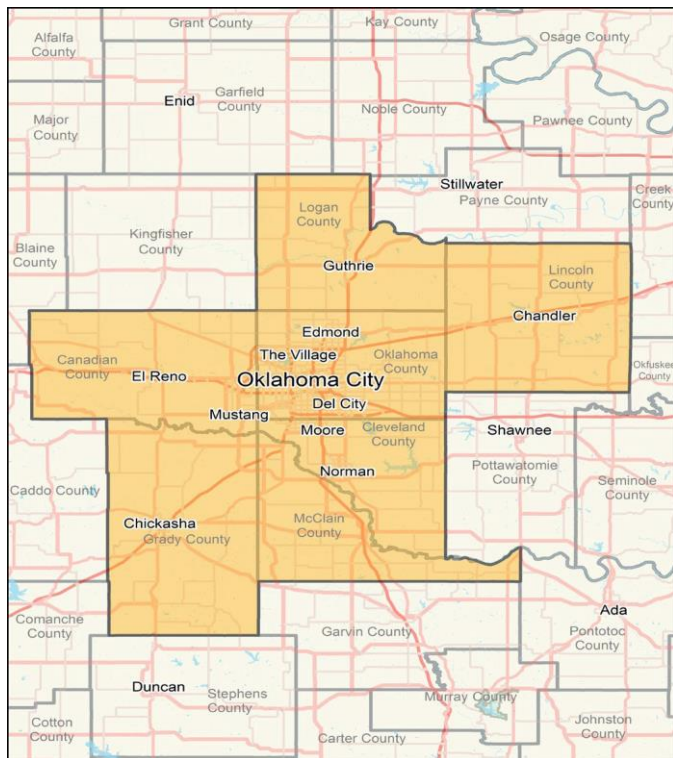 Grant County
Kay County
Osage County
Alfalfa
County
Garfield
County
Enid
Noble County
Major
County
Pawnee County
Stillwater
Payne County
Creek
County
Logan
County
Kingfisher
County
Blaine
County
Guthrie
Lincoln
County
Chandler
Edmond
The Village
Oklahoma
County
Canadian
County
El Reno
Oklahoma City
Okfuskee
County
Del City
Mustang
Moore
Cleveland
County
Shawnee
Norman
Pottawatomie
County
Seminole
County
Caddo County
Chickasha
Grady County
McClain
County
Comanche
County
Ada
Pontotoc
County
Garvin County
Duncan
Stephens
County
Murray County
Cotton
County
Carter County
Johnston
County